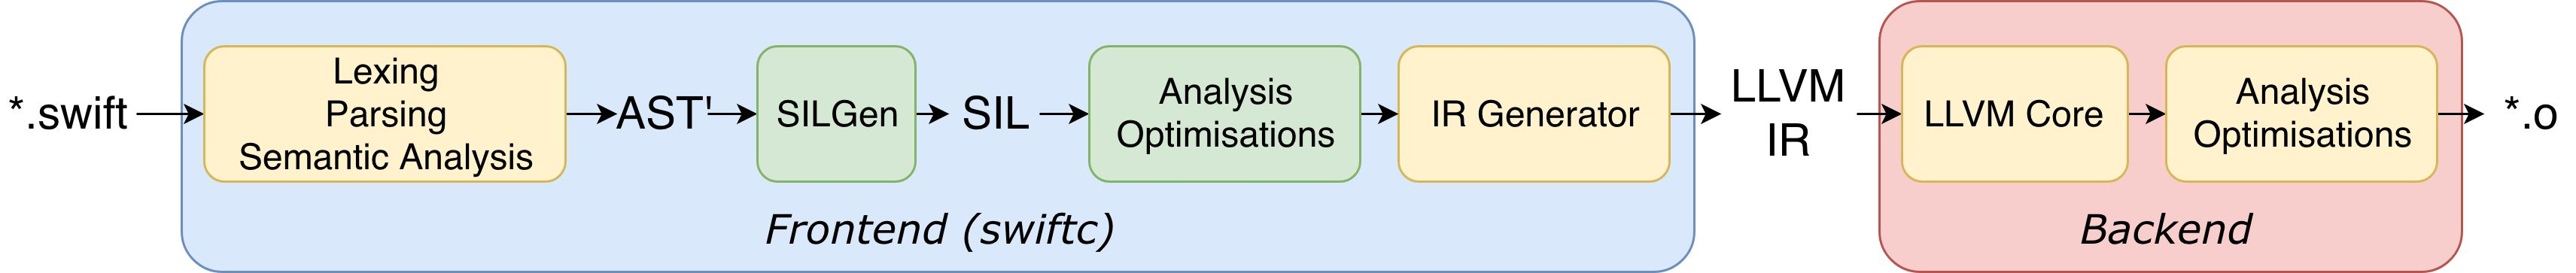 *.swift
Lexing
Parsing
Semantic Analysis
AST'
SILGen
SIL
Analysis
Optimisations
IR Generator
Frontend (swiftc)
LLVM
IR
LLVM Core
Analysis
Optimisations
Backend
*.o